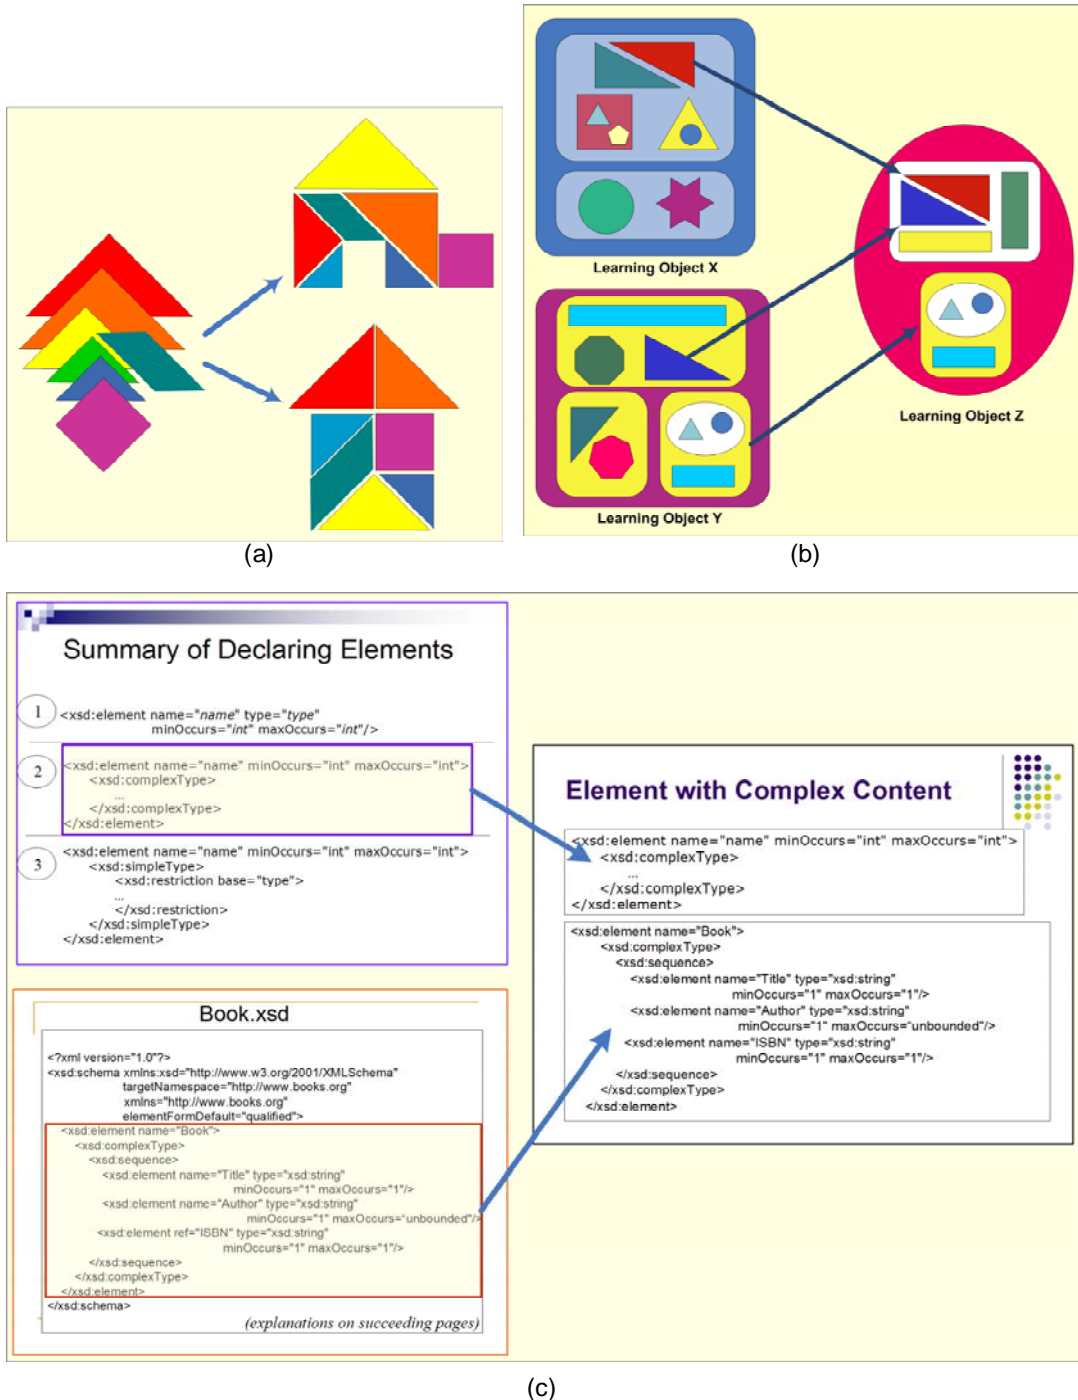 Learning Object X
Learning Object Z
Learning Object Y
(a)
(b)
Summary of Declaring Elements
1
<xsd:element name="name" type="type"
minOccurs="int" maxOccurs="int"/>
2
<xsd:element name="name" minOccurs="int" maxOccurs="int">
<xsd:complexType>
...
</xsd:complexType>
</xsd:element>
3
<xsd:element name="name" minOccurs="int" maxOccurs="int">
<xsd:simpleType>
<xsd:restriction base="type">
...
</xsd:restriction>
</xsd:simpleType>
</xsd:element>
Book.xsd
<?xml version="1.0"?>
<xsd:schema xmlns:xsd="http://www.w3.org/2001/XMLSchema"
targetNamespace="http://www.books.org"
xmlns="http://www.books.org"
elementFormDefault="qualified">
<xsd:element name="Book">
<xsd:complexType>
<xsd:sequence>
<xsd:element name="Title" type="xsd:string"
minOccurs="1" maxOccurs="1"/>
<xsd:element name="Author" type="xsd:string"
minOccurs="1" maxOccurs="unbounded"/>
<xsd:element ref="ISBN" type="xsd:string"
minOccurs="1" maxOccurs="1"/>
</xsd:sequence>
</xsd:complexType>
</xsd:element>
</xsd:schema>
(explanations on succeeding pages)
Element with Complex Content
<xsd:element name="name" minOccurs="int" maxOccurs="int">
<xsd:complexType>
...
</xsd:complexType>
</xsd:element>
<xsd:element name="Book">
<xsd:complexType>
<xsd:sequence>
<xsd:element name="Title" type="xsd:string"
minOccurs="1" maxOccurs="1"/>
<xsd:element name="Author" type="xsd:string"
minOccurs="1" maxOccurs="unbounded"/>
<xsd:element name="ISBN" type="xsd:string"
minOccurs="1" maxOccurs="1"/>
</xsd:sequence>
</xsd:complexType>
</xsd:element>
(c)